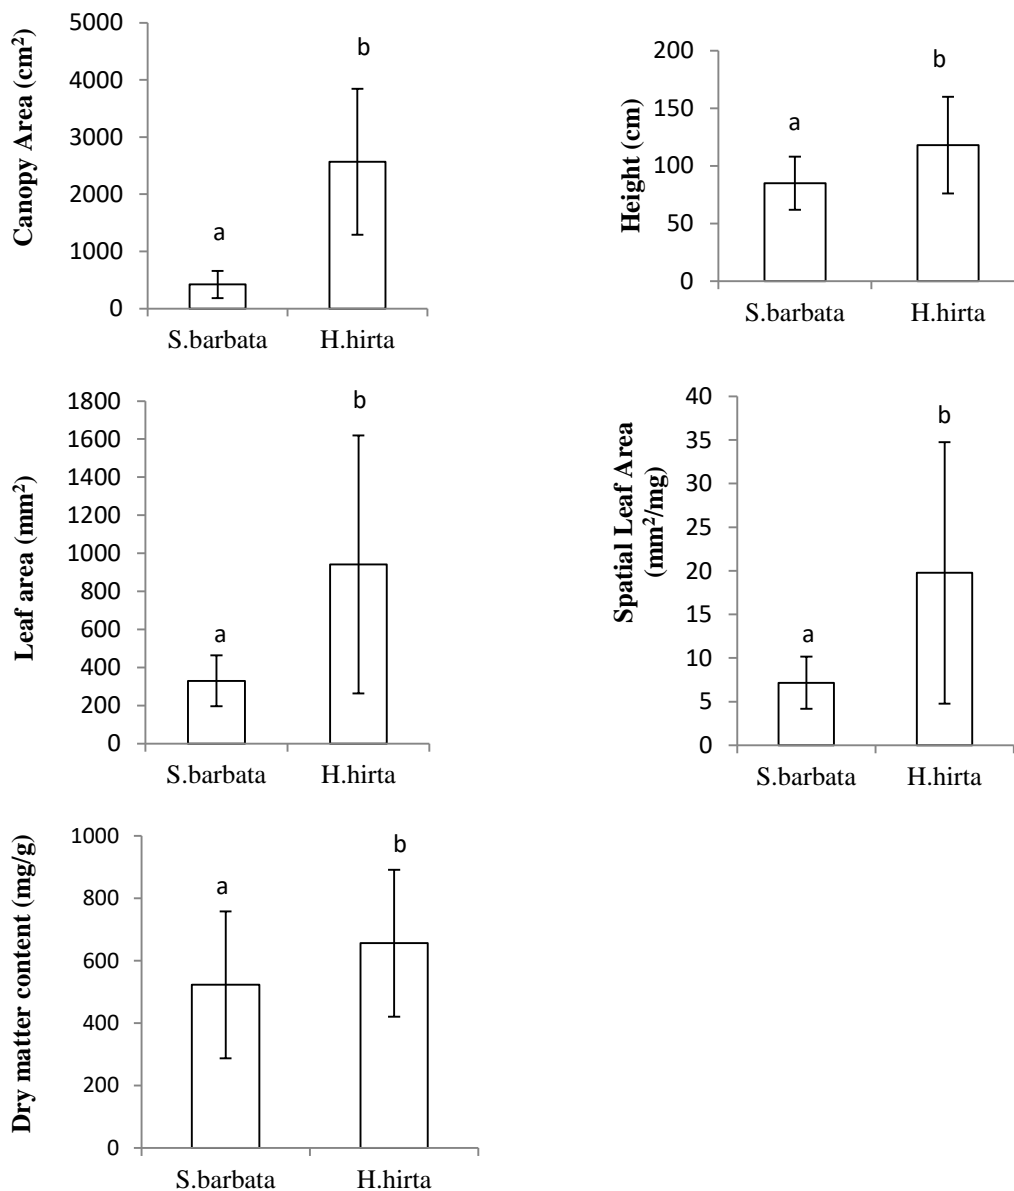 Canopy Area (cm²)
5000
4000
3000
2000
1000
0
a
b
S.barbata
H.hirta
Height (cm)
200
150
100
50
0
a
b
S.barbata
H.hirta
Leaf area (mm²)
1800
1600
1400
1200
1000
800
600
400
200
0
a
b
S.barbata
H.hirta
Spatial Leaf Area
(mm²/mg)
40
35
30
25
20
15
10
5
0
a
b
S.barbata
H.hirta
Dry matter content (mg/g)
1000
800
600
400
200
0
a
b
S.barbata
H.hirta